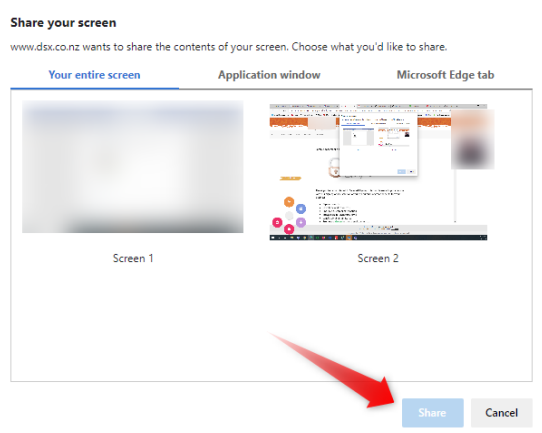 Share your screen
www.dsx.co.nz wants to share the contents of your screen. Choose what you'd like to share.
Your entire screen
Application window
Microsoft Edge tab
Screen 1
Screen 2
Share
Cancel